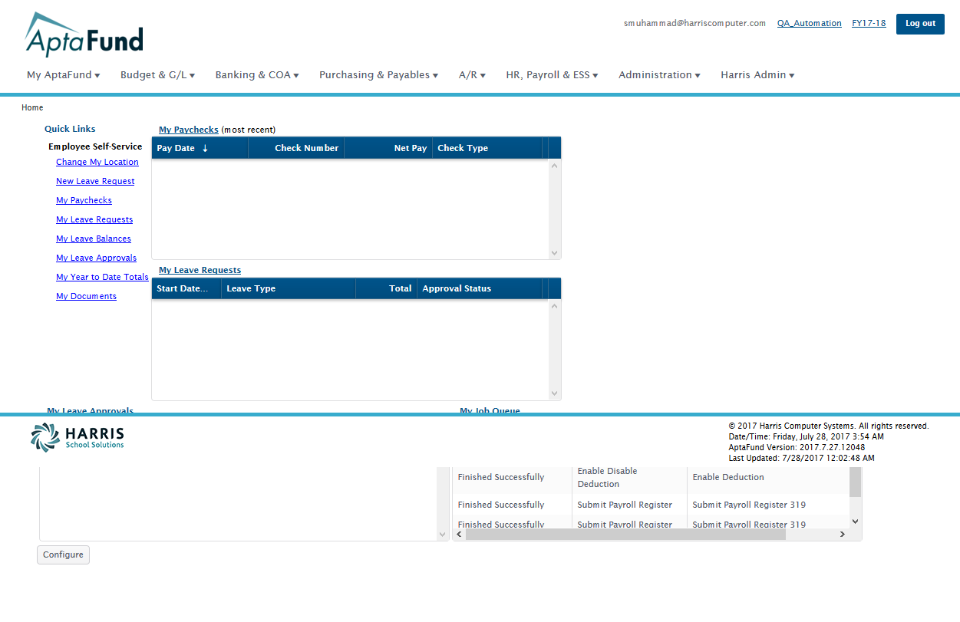 AptaFund
smuhammad@harriscomputer.com QA_Automation FY17-18 Log out
My AptaFund Budget & G/L Banking & COA Purchasing & Payables A/R HR, Payroll & ESS Administration Harris Admin
Home
Quick Links
Employee Self-Service
Change My Location
New Leave Request
My Paychecks
My Leave Requests
My Leave Balances
My Leave Approvals
My Year to Date Totals
My Documents
My Paychecks (most recent)
Pay Date ↓ Check Number Net Pay Check Type
My Leave Requests
Start Date... Leave Type Total Approval Status
My Leave Approvals My Job Queue
HARRIS
School Solutions
© 2017 Harris Computer Systems. All rights reserved.
Date/Time: Friday, July 28, 2017 3:54 AM
AptaFund Version: 2017.7.27.12048
Last Updated: 7/28/2017 12:02:48 AM
Finished Successfully Enable Disable Deduction Enable Deduction
Finished Successfully Submit Payroll Register Submit Payroll Register 319
Finished Successfully Submit Payroll Register Submit Payroll Register 319
Configure